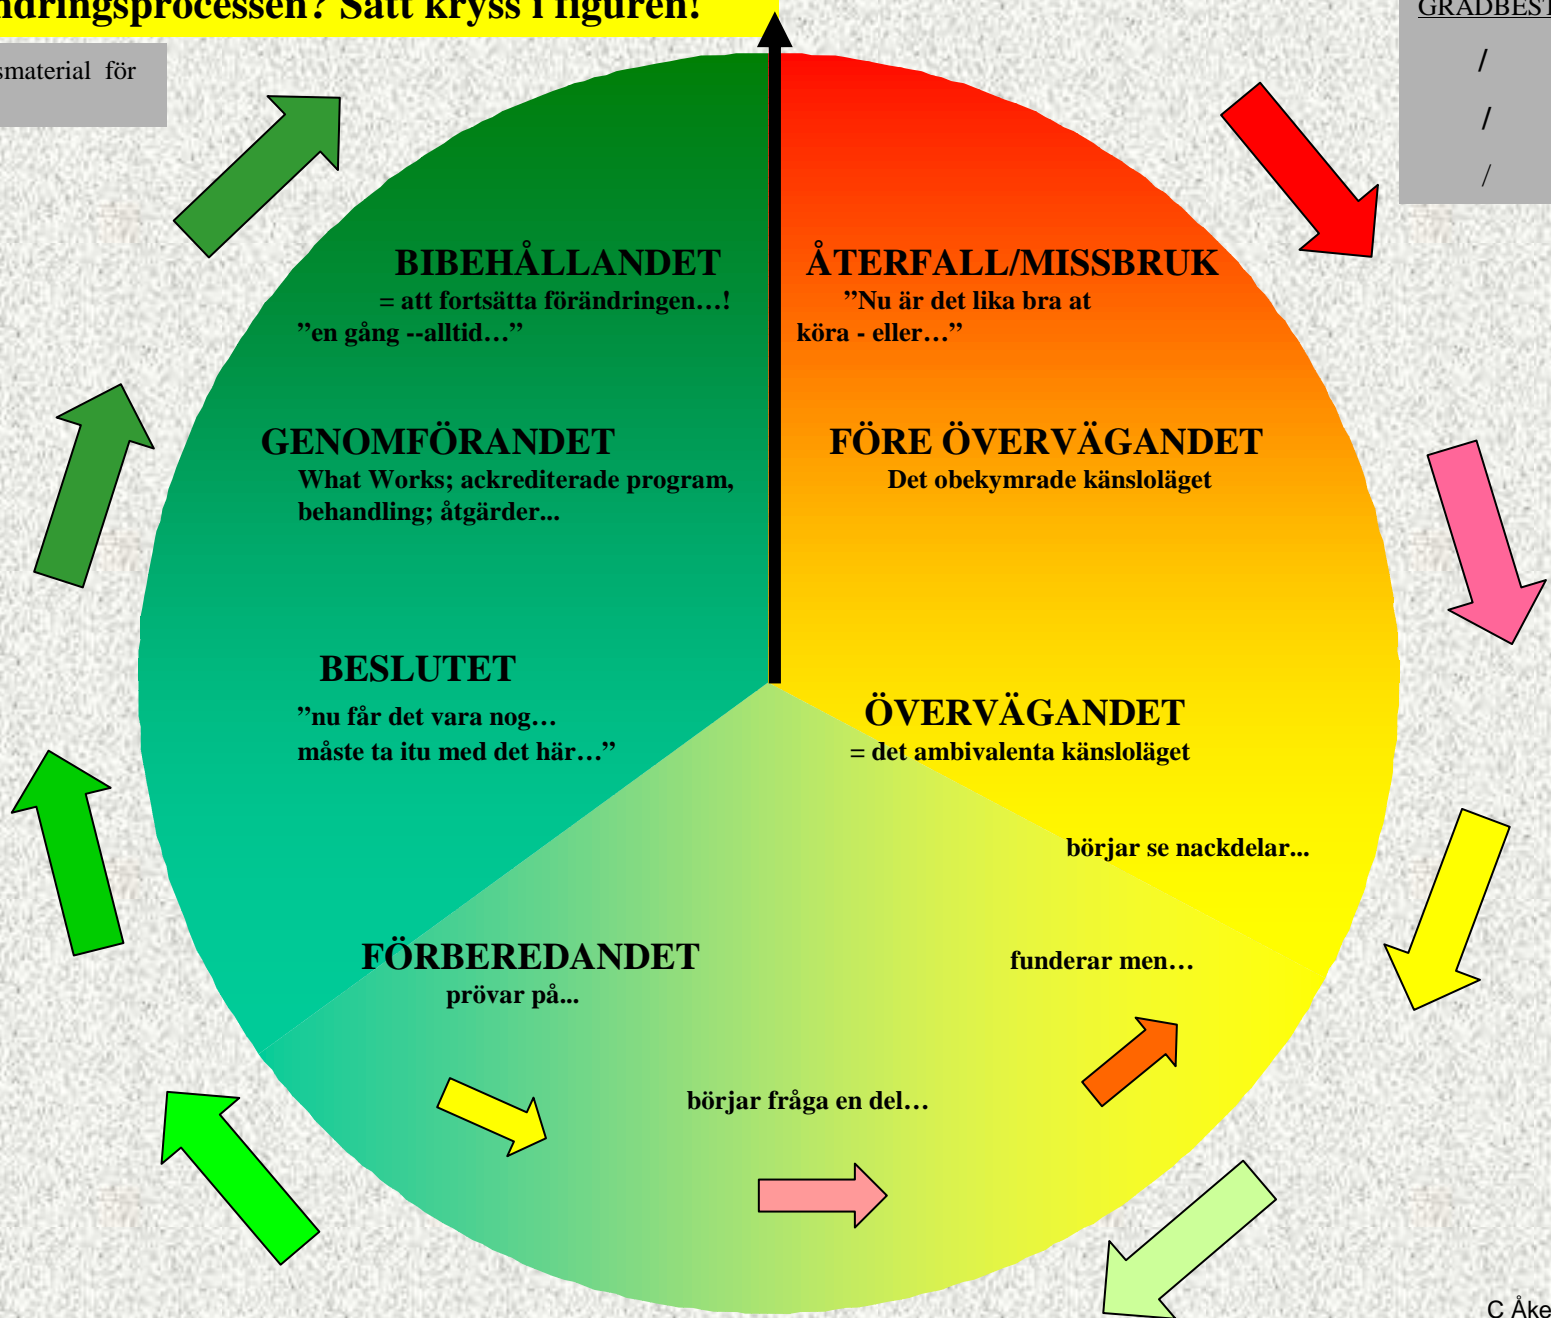 ndringsprocessen? Sätt kryss i figuren!
smaterial för
GRADBEST
/
/
/
BIBEHÅLLANDET
= att fortsätta förändringen…!
”en gång --alltid…”
ÅTERFALL/MISSBRUK
”Nu är det lika bra at
köra - eller…”
GENOMFÖRANDET
What Works; ackrediterade program,
behandling; åtgärder...
FÖRE ÖVERVÄGANDET
Det obekymrade känsloläget
BESLUTET
”nu får det vara nog…
måste ta itu med det här…”
ÖVERVÄGANDET
= det ambivalenta känsloläget
börjar se nackdelar...
FÖRBEREDANDET
prövar på...
funderar men…
börjar fråga en del…
C Åke